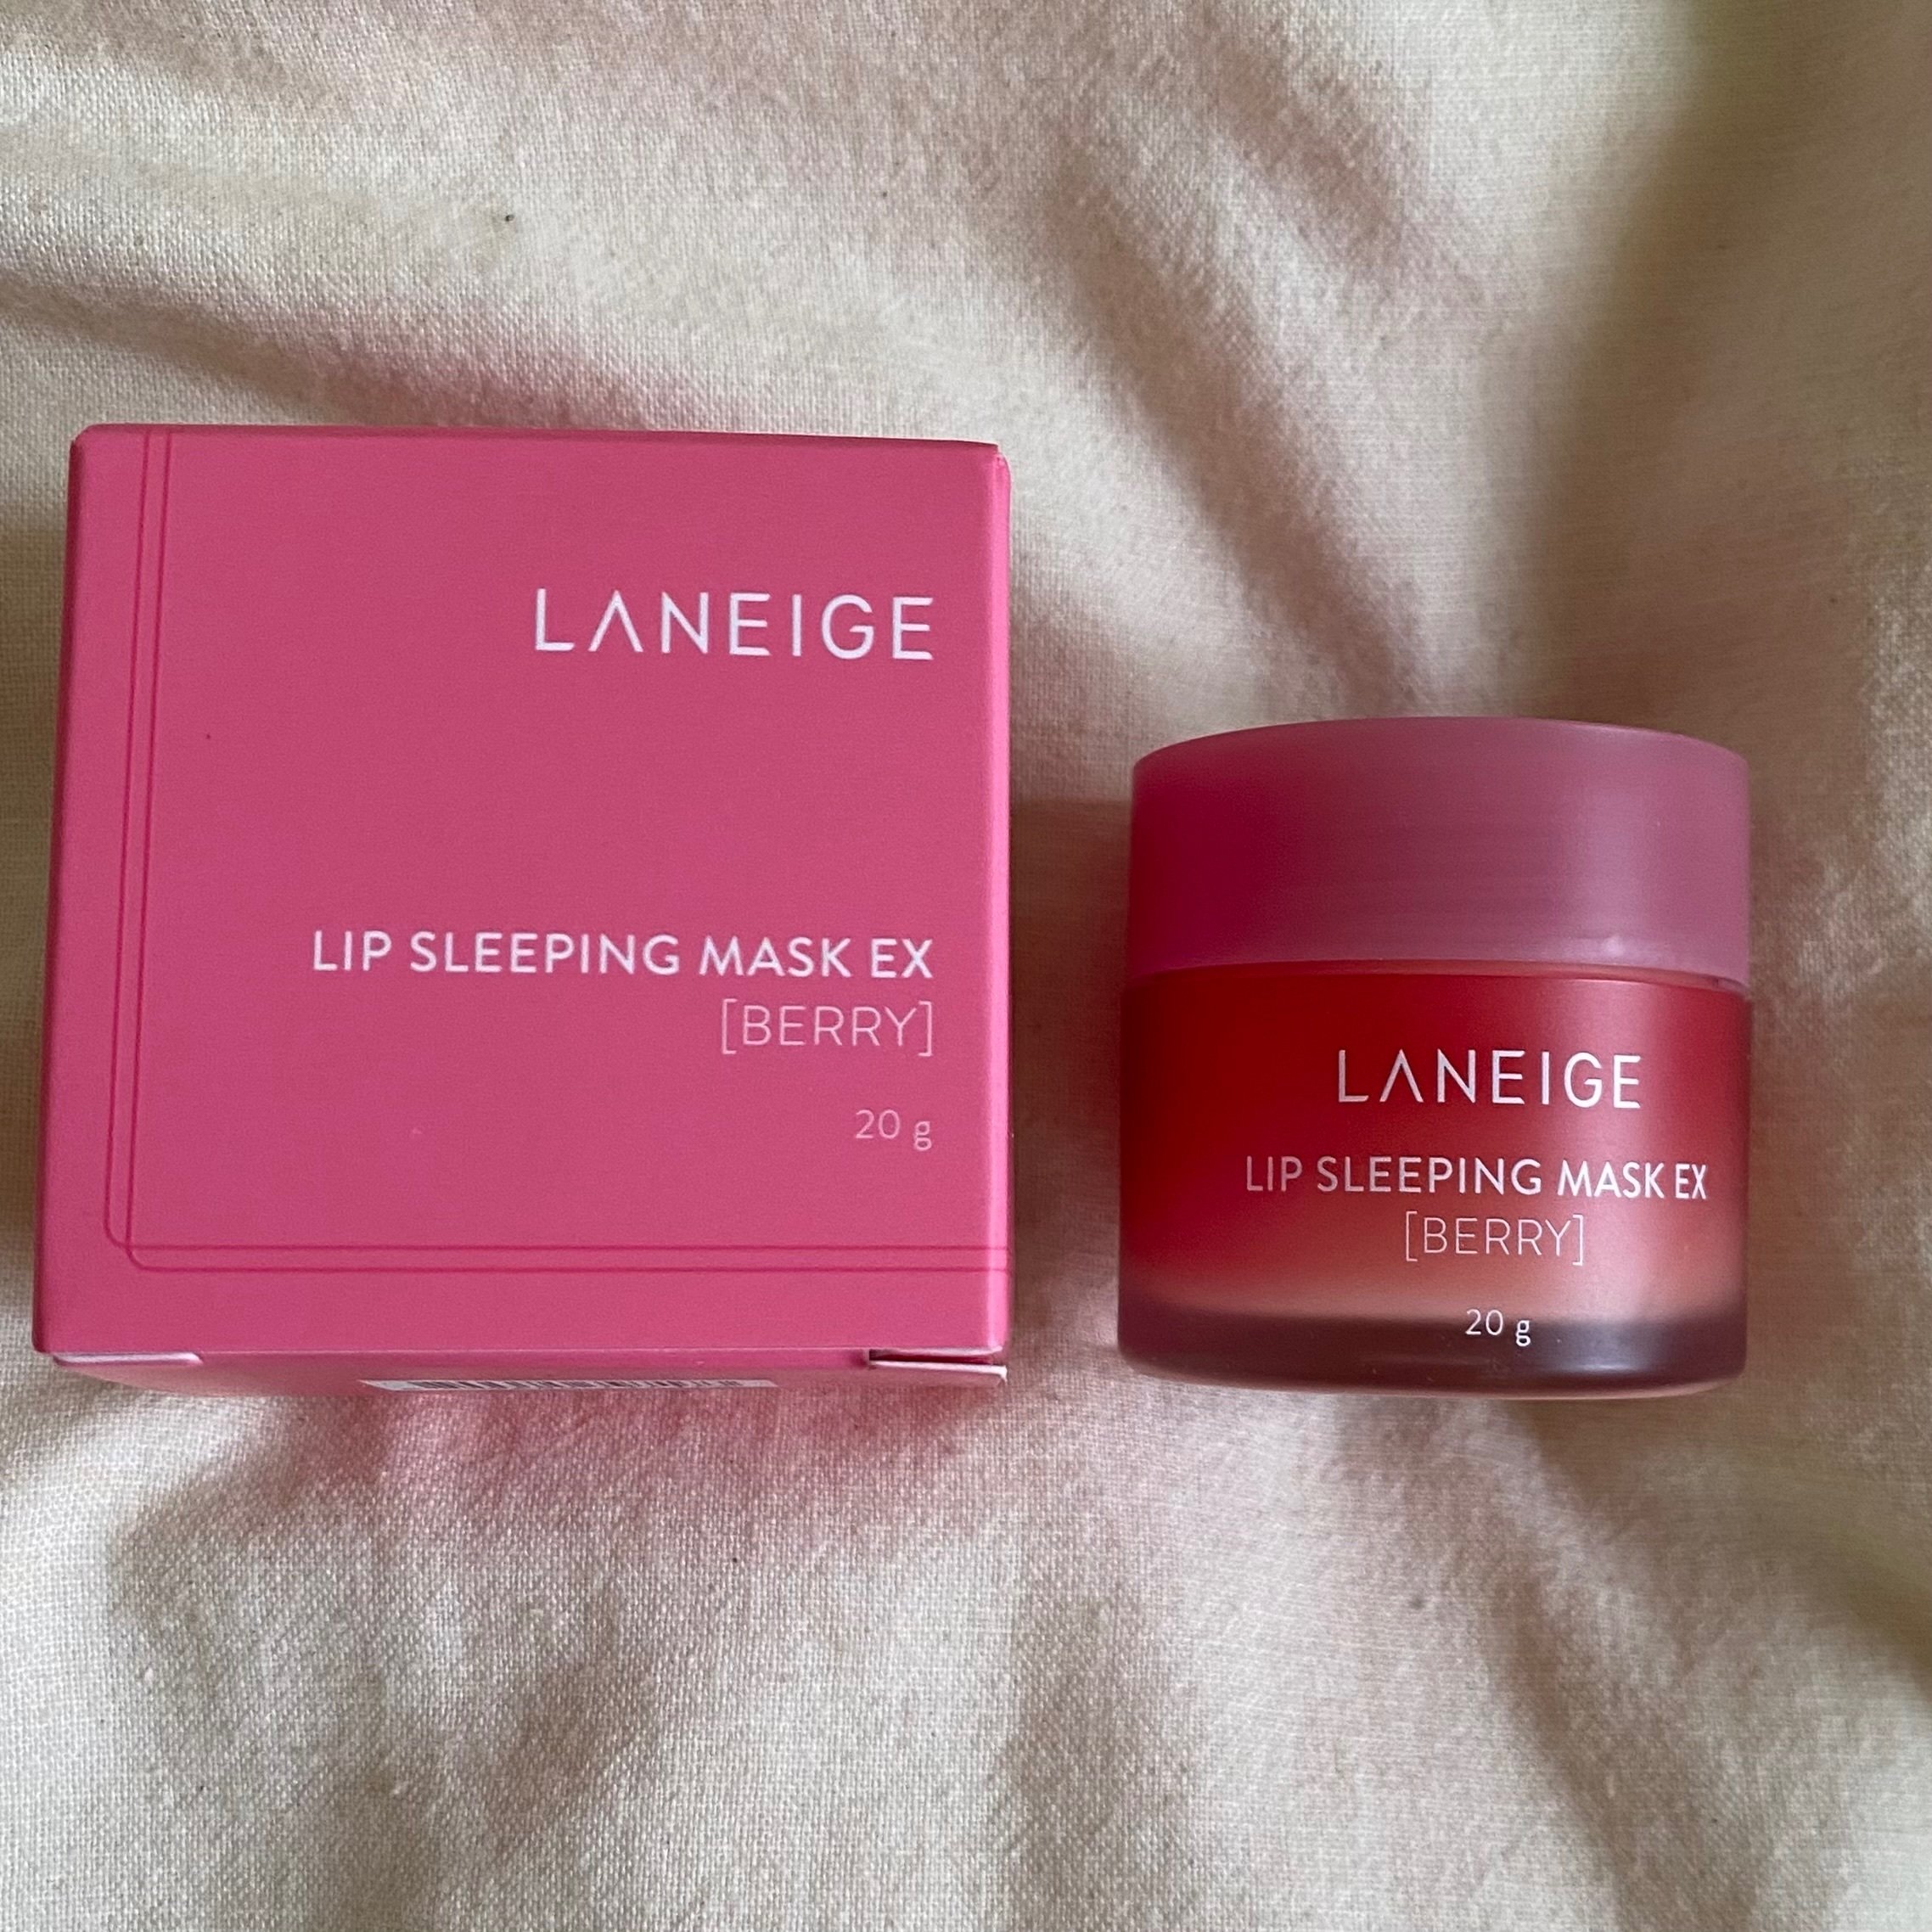 LANEIGE
LIP SLEEPING MASK EX
[BERRY]
20 g
LANEIGE
LIP SLEEPING MASK EX
[BERRY]
20 g